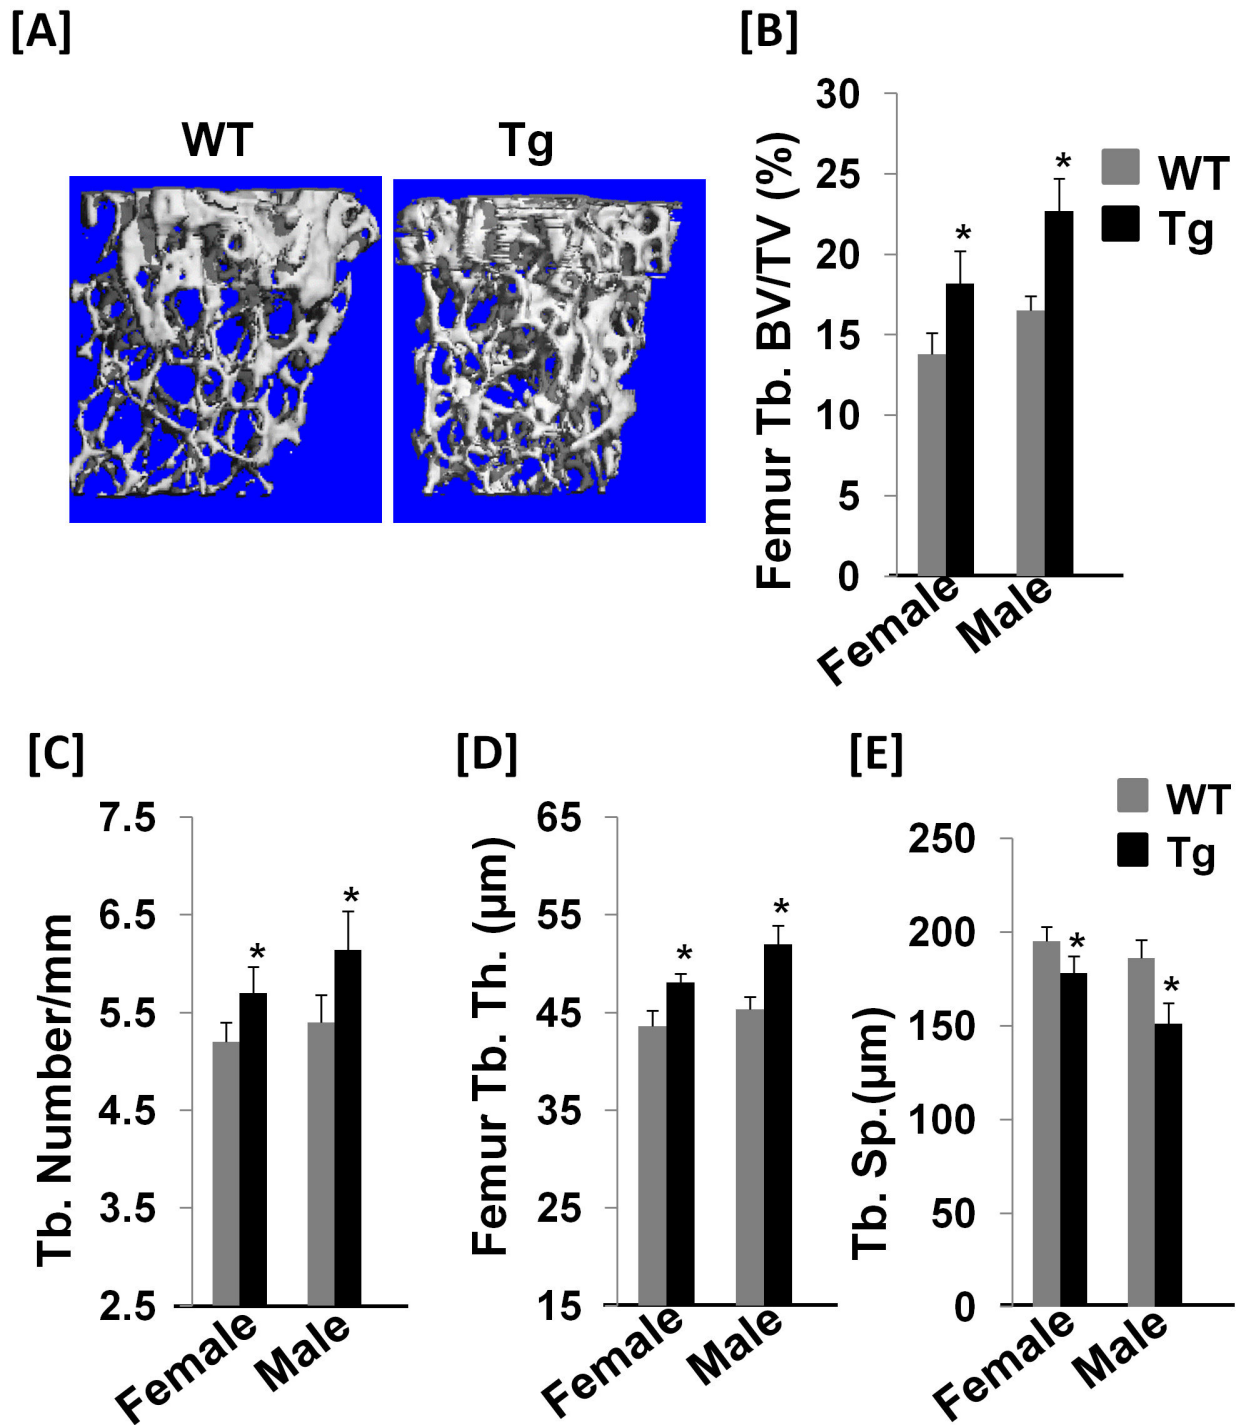 [A]
WT
Tg
[B]
Femur Tb. BV/TV (%)
30
25
20
15
10
5
0
*
*
WT
Tg
Female
Male
[C]
Tb. Number/mm
7.5
6.5
5.5
4.5
3.5
2.5
*
*
Female
Male
[D]
Femur Tb. Th. (µm)
65
55
45
35
25
15
*
*
Female
Male
[E]
Tb. Sp.(µm)
250
200
150
100
50
0
*
*
WT
Tg
Female
Male